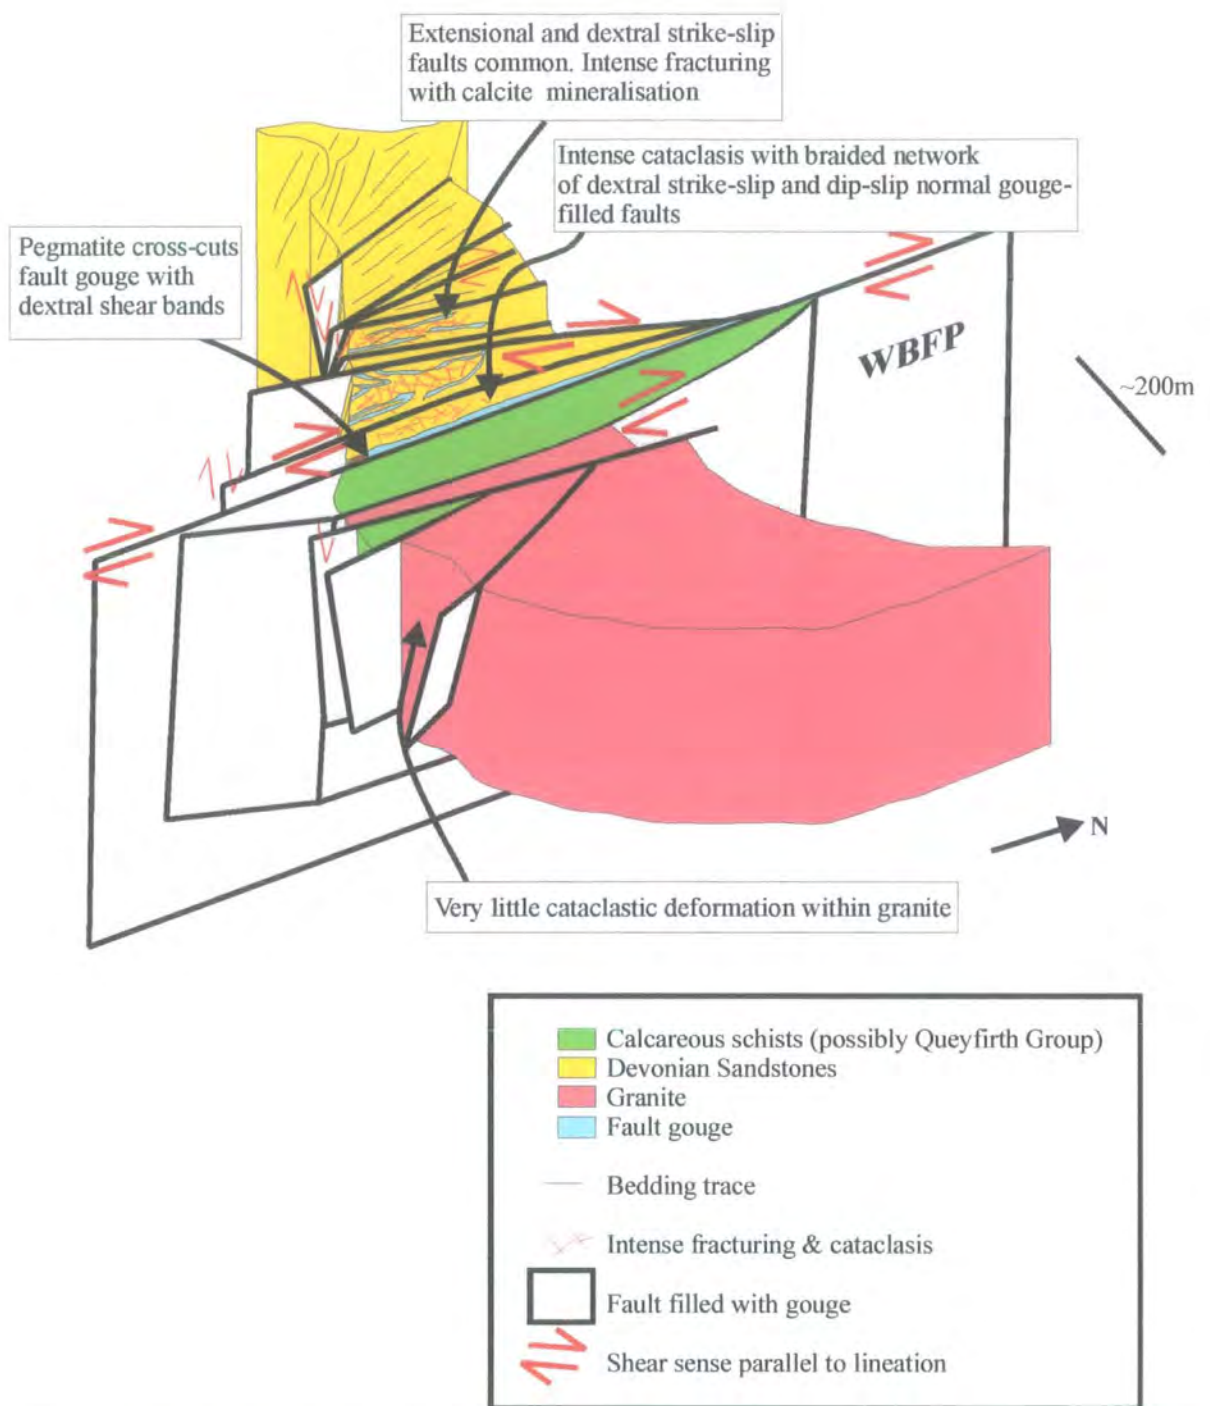 Extensional and dextral strike-slip
faults common. Intense fracturing
with calcite mineralisation
Intense cataclasis with braided network
of dextral strike-slip and dip-slip normal gouge-
filled faults
Pegmatite cross-cuts
fault gouge with
dextral shear bands
WBFP
~200m
N
Very little cataclastic deformation within granite
Calcareous schists (possibly Queyfirth Group)
Devonian Sandstones
Granite
Fault gouge
Bedding trace
Intense fracturing & cataclasis
Fault filled with gouge
Shear sense parallel to lineation